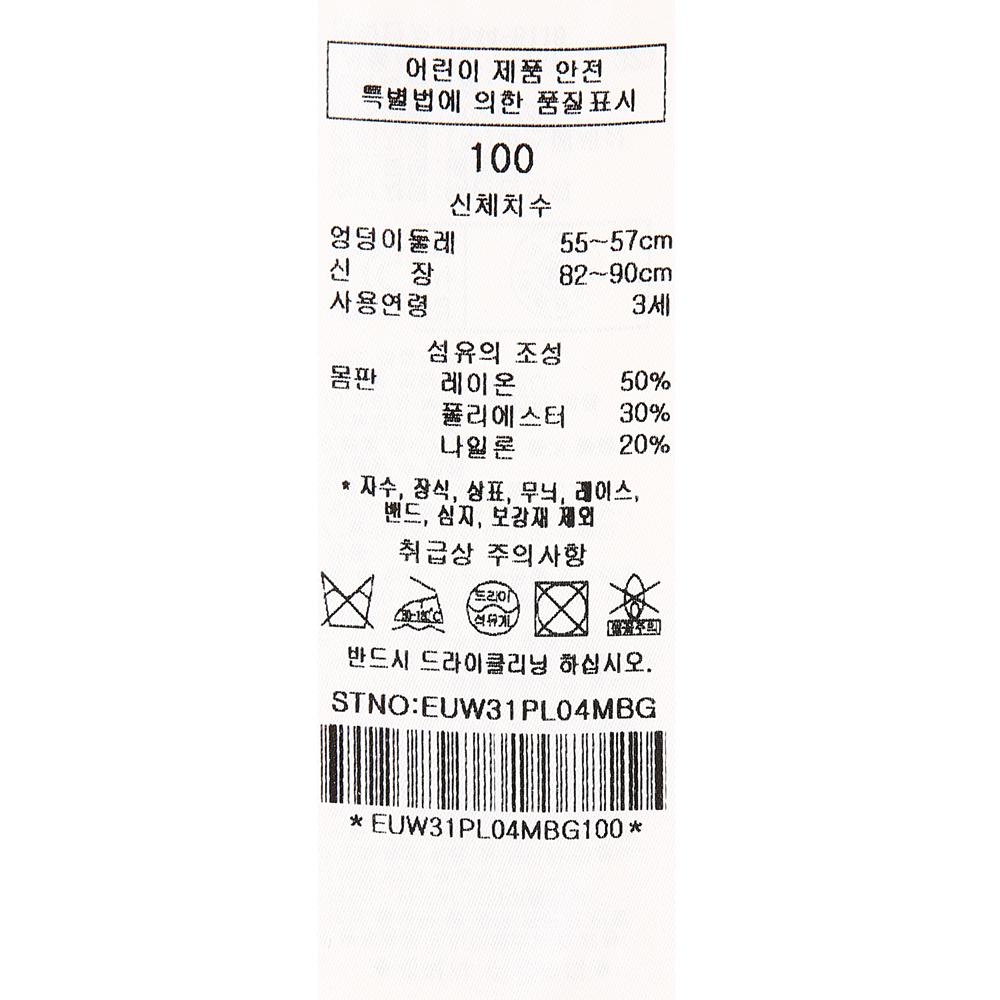 어린이 제품 안전
특별법에 의한 품질표시
100
신체치수
엉덩이둘레 55~57cm
신 장 82~90cm
사용연령 3세
섬유의 조성
몸판 레이온 50%
폴리에스터 30%
나일론 20%
* 자수, 장식, 상표, 무늬, 레이스,
밴드, 심지, 보강재 제외
취급상 주의사항
드라이
석유계
반드시 드라이클리닝 하십시오.
STNO:EUW31PL04MBG
*EUW31PL04MBG100*